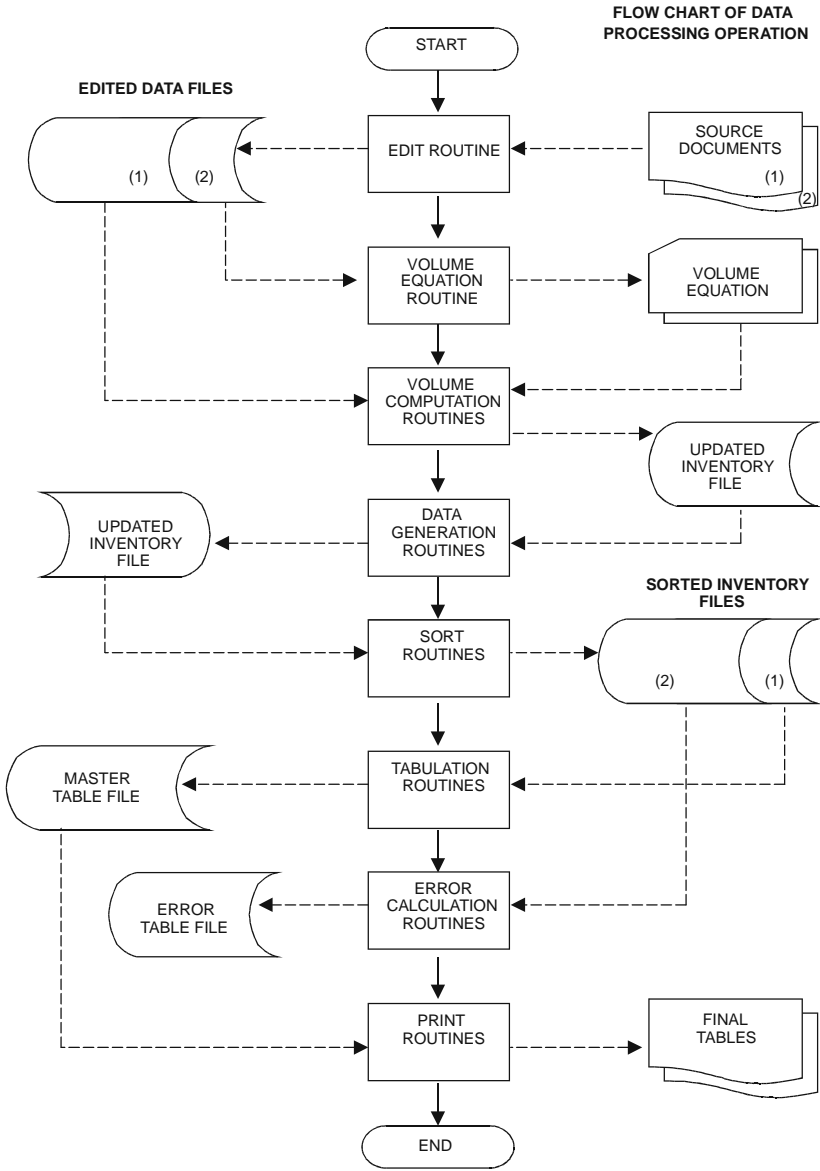 FLOW CHART OF DATA
PROCESSING OPERATION
START
EDITED DATA FILES
(1)
(2)
EDIT ROUTINE
SOURCE
DOCUMENTS
(1)
(2)
VOLUME
EQUATION
ROUTINE
VOLUME
EQUATION
VOLUME
COMPUTATION
ROUTINES
UPDATED
INVENTORY
FILE
DATA
GENERATION
ROUTINES
UPDATED
INVENTORY
FILE
SORTED INVENTORY
FILES
SORT
ROUTINES
(2)
(1)
TABULATION
ROUTINES
MASTER
TABLE FILE
ERROR
CALCULATION
ROUTINES
ERROR
TABLE FILE
PRINT
ROUTINES
FINAL
TABLES
END